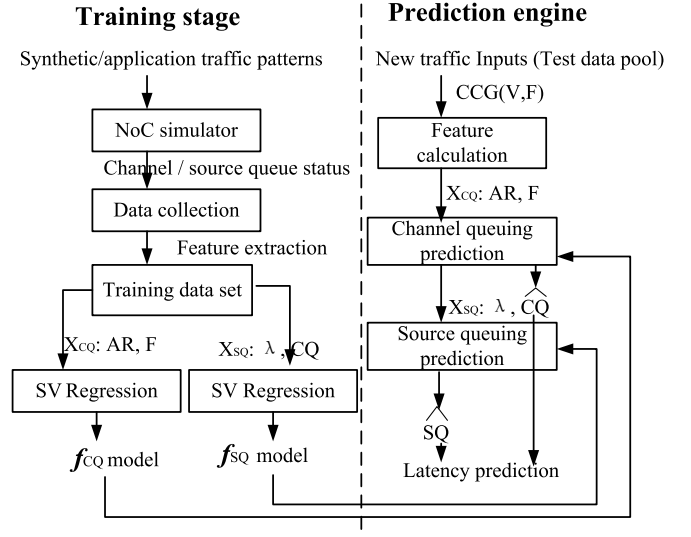 Training stage
Synthetic/application traffic patterns
NoC simulator
Channel / source queue status
Data collection
Feature extraction
Training data set
XCQ: AR, F
XSQ: λ, CQ
SV Regression
SV Regression
fCQ model
fSQ model
Prediction engine
New traffic Inputs (Test data pool)
CCG(V,F)
Feature
calculation
XCQ: AR, F
Channel queuing
prediction
XSQ: λ, CQ
Source queuing
prediction
SQ
Latency prediction